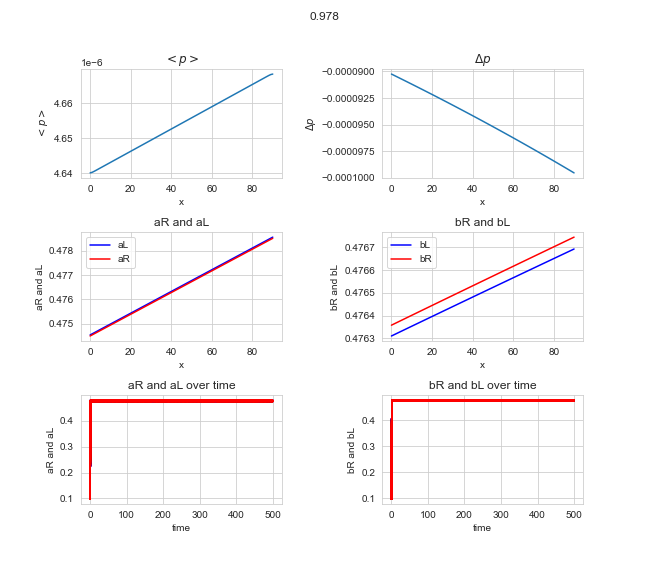 0.978
< p >
1e−6
< p >
4.66
4.65
4.64
0 20 40 60 80
x
Δp
Δp
−0.0000900
−0.0000925
−0.0000950
−0.0000975
−0.0001000
0 20 40 60 80
x
aR and aL
aR and aL
0.478
0.477
0.476
0.475
aL
aR
0 20 40 60 80
x
bR and bL
bR and bL
0.4767
0.4766
0.4765
0.4764
0.4763
bL
bR
0 20 40 60 80
x
aR and aL over time
aR and aL
0.4
0.3
0.2
0.1
0 100 200 300 400 500
time
bR and bL over time
bR and bL
0.4
0.3
0.2
0.1
0 100 200 300 400 500
time